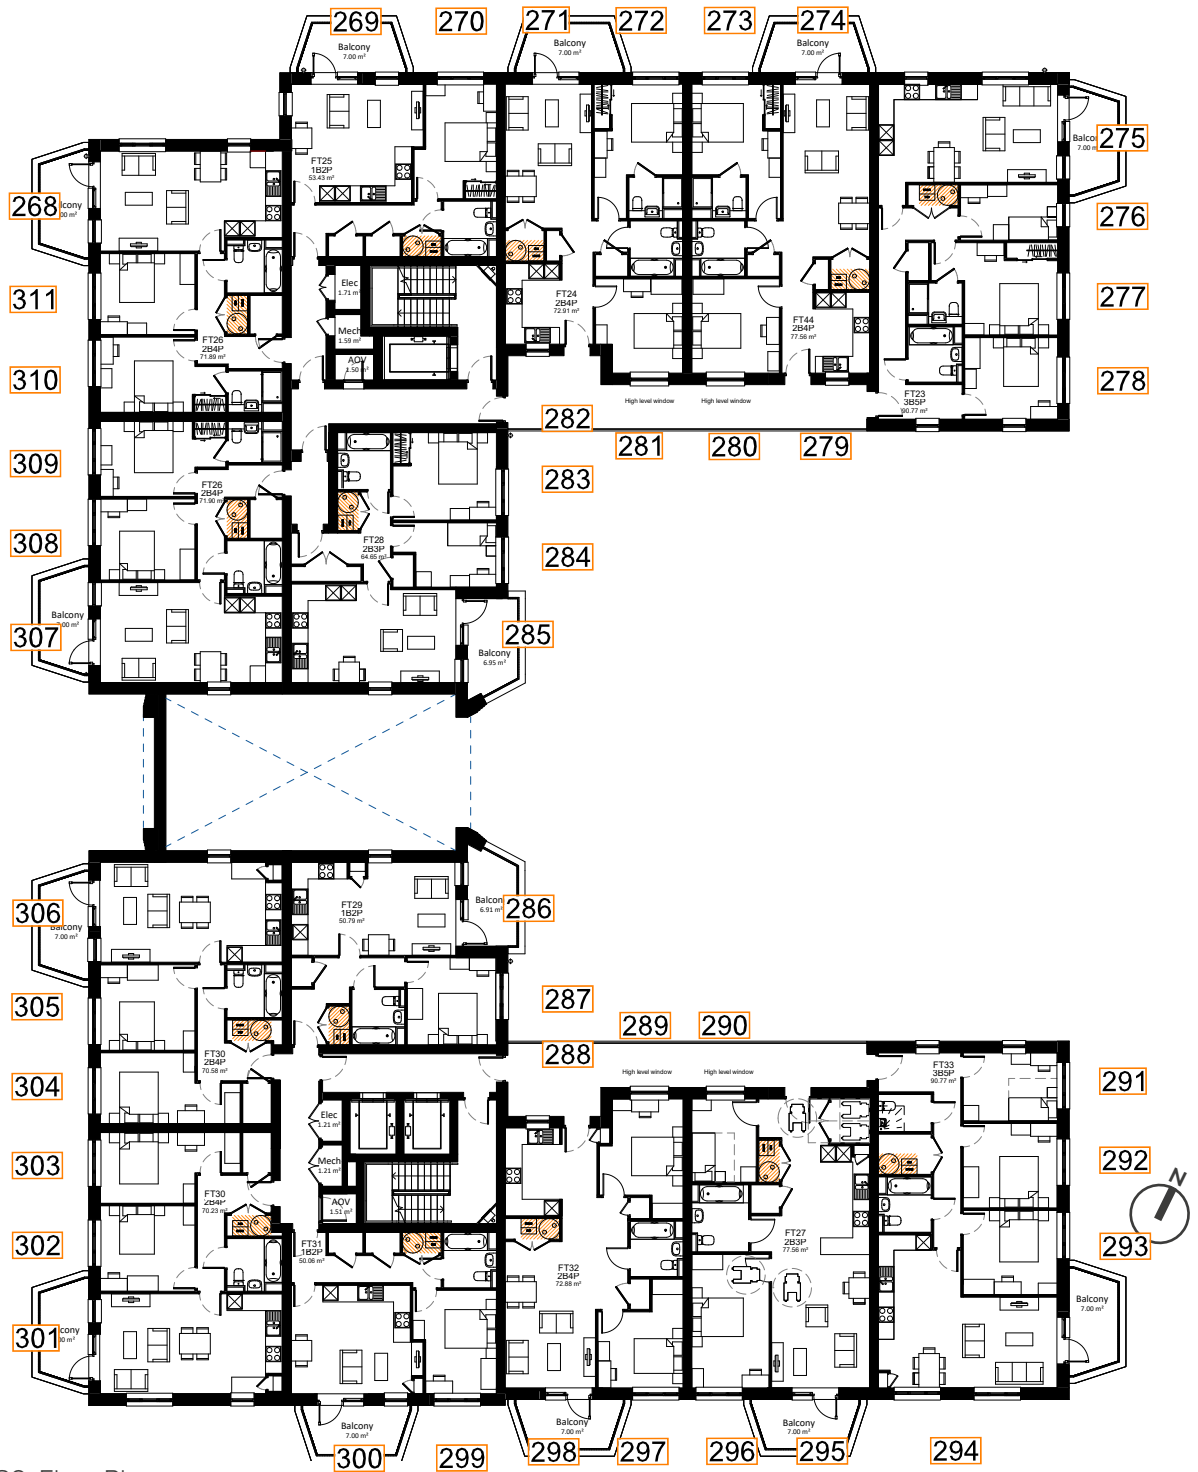 269
270
271
272
273
274
Balcony
7.00 m²
Balcony
7.00 m²
Balcony
7.00 m²
275
7.00
FT25
1B2P
53.43 m²
268
276
311
Elec
1.71 m²
Mech
1.59 m²
AOV
1.50 m²
FT24
2B4P
72.91 m²
FT44
2B4P
77.56 m²
277
FT26
2B4P
71.89 m²
310
278
FT23
3B5P
90.77 m²
High level window
High level window
282
281
280
279
309
283
FT26
2B4P
71.90 m²
308
FT28
2B3P
64.65 m²
284
Balcony
307
285
Balcony
6.95 m²
306
7.00 m²
FT29
1B2P
50.79 m²
286
6.91 m²
305
287
289
290
288
304
FT30
2B4P
70.58 m²
High level window
High level window
FT33
3B5P
90.77 m²
291
Elec
1.21 m²
Mech
1.21 m²
AOV
1.51 m²
303
292
N
FT30
2B4P
70.23 m²
302
FT31
1B2P
50.06 m²
FT32
2B4P
72.88 m²
FT27
2B3P
77.56 m²
293
Balcony
7.00 m²
301
Balcony
7.00 m²
Balcony
7.00 m²
Balcony
7.00 m²
300
299
298
297
296
295
294